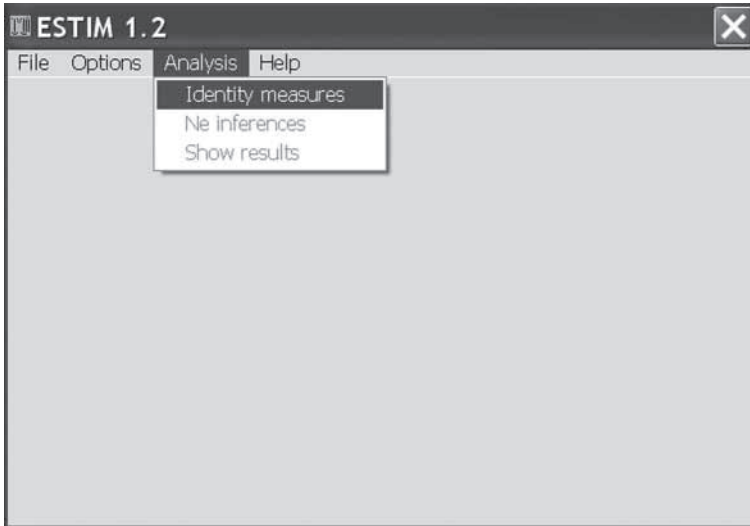 ESTIM 1.2
File Options Analysis Help
Identity measures
Ne inferences
Show results